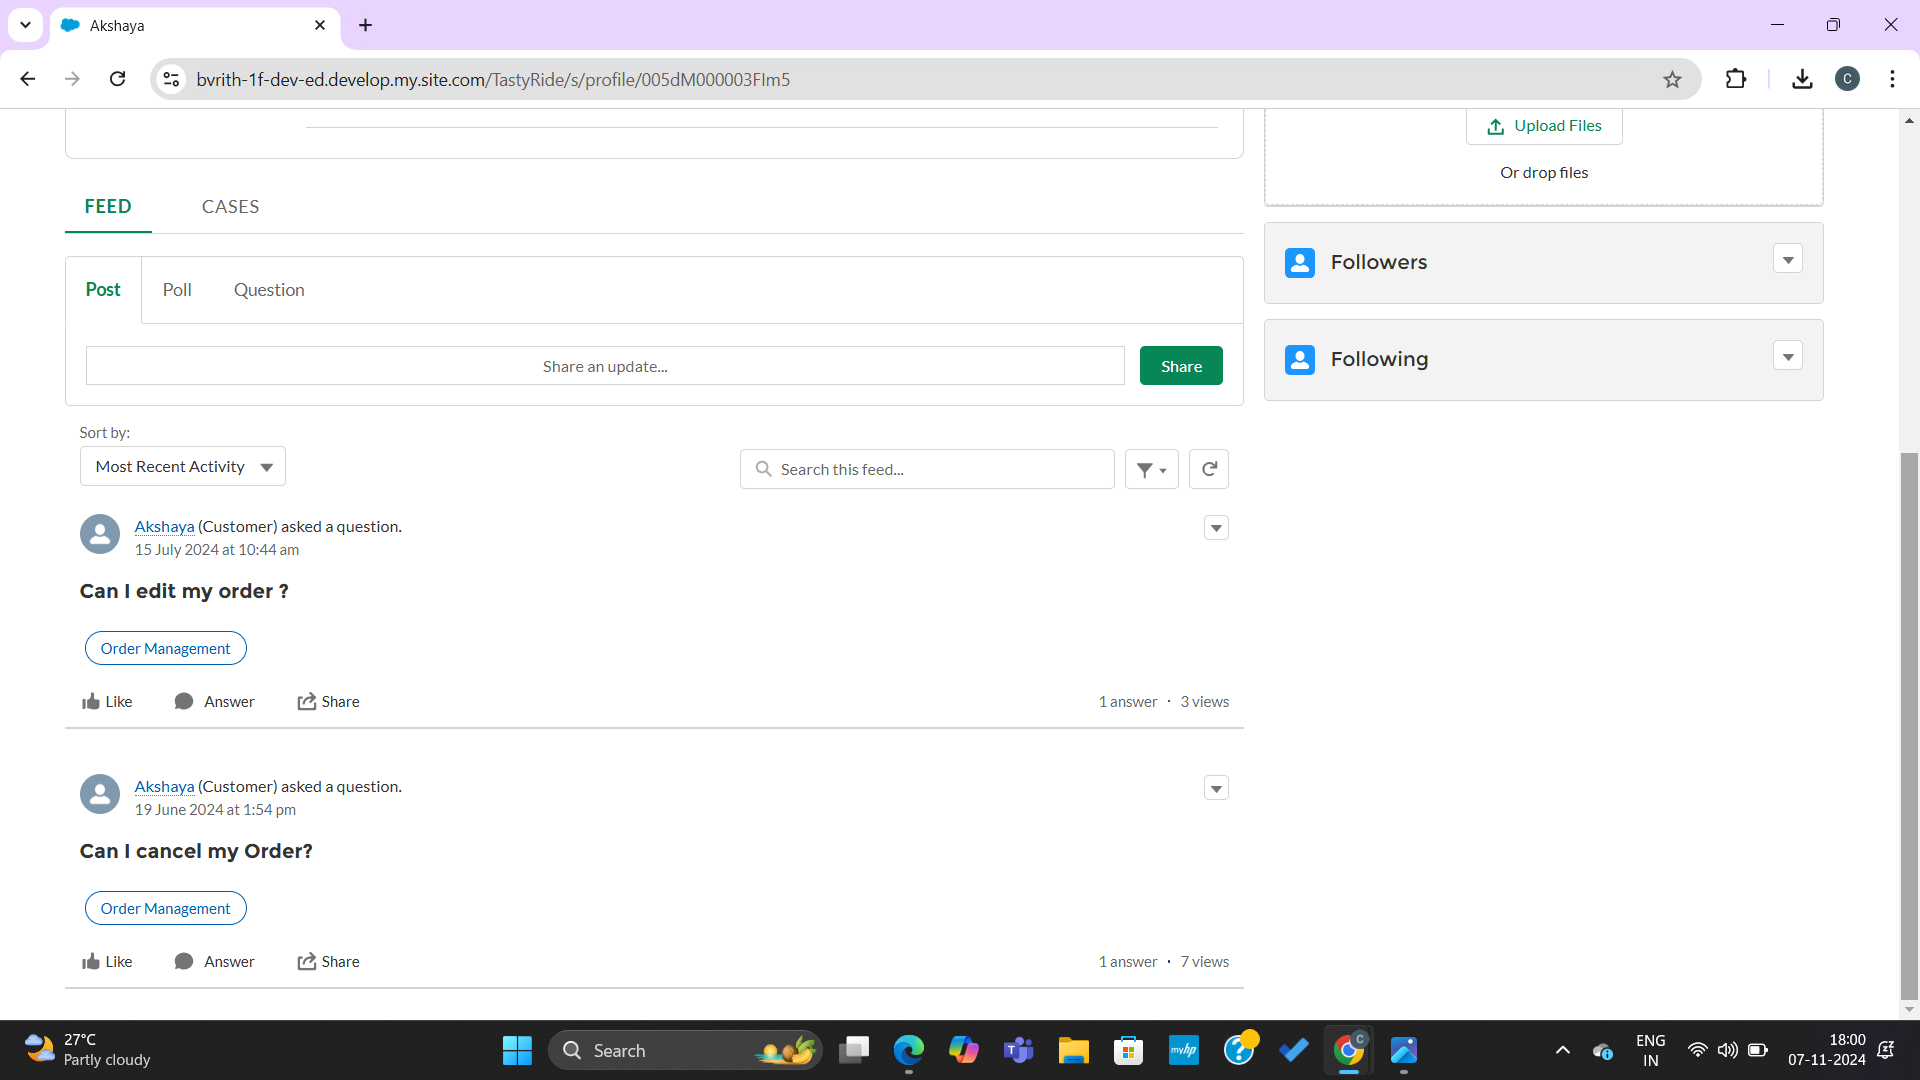 Akshaya
bvrith-1f-dev-ed.develop.my.site.com/TastyRide/s/profile/005dM000003FIm5
C
Upload Files
Or drop files
FEED CASES
Followers
Following
Post Poll Question
Share an update... Share
Sort by:
Most Recent Activity
Search this feed...
Akshaya (Customer) asked a question.
15 July 2024 at 10:44 am
Can I edit my order ?
Order Management
Like Answer Share 1 answer · 3 views
Akshaya (Customer) asked a question.
19 June 2024 at 1:54 pm
Can I cancel my Order?
Order Management
Like Answer Share 1 answer · 7 views
27°C
Partly cloudy
Search
myhp
C
ENG
IN
18:00
07-11-2024